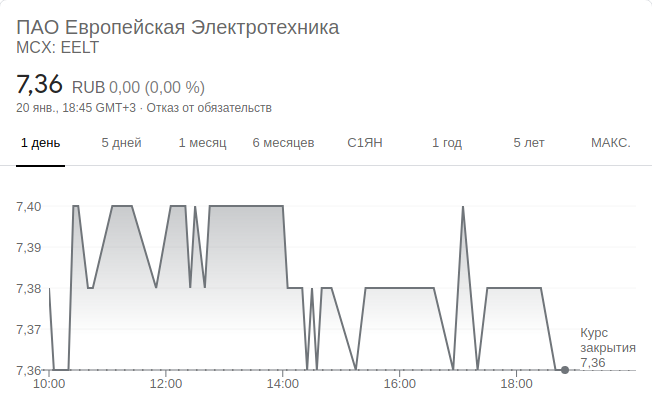 ПАО Европейская Электротехника
MCX: EELT
7,36 RUB 0,00 (0,00 %)
20 янв., 18:45 GMT+3 · Отказ от обязательств
1 день 5 дней 1 месяц 6 месяцев С1ЯН 1 год 5 лет МАКС.
7,40
7,39
7,38
7,37
7,36
Курс
закрытия
7,36
10:00 12:00 14:00 16:00 18:00